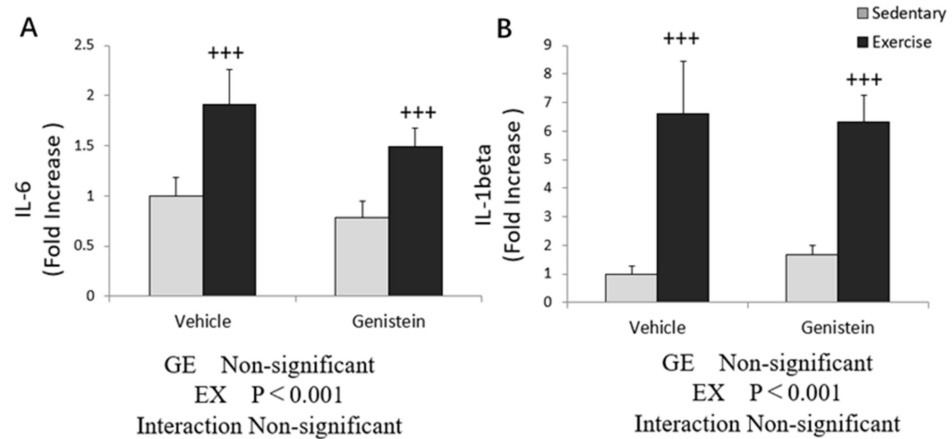 A
IL-6
(Fold Increase )
2.5
2
1.5
1
0.5
0
+++
+++
Vehicle
Genistein
GE Non-significant
EX P < 0.001
Interaction Non-significant
B
Sedentary
Exercise
IL-1beta
(Fold Increase )
9
8
7
6
5
4
3
2
1
0
+++
+++
Vehicle
Genistein
GE Non-significant
EX P < 0.001
Interaction Non-significant